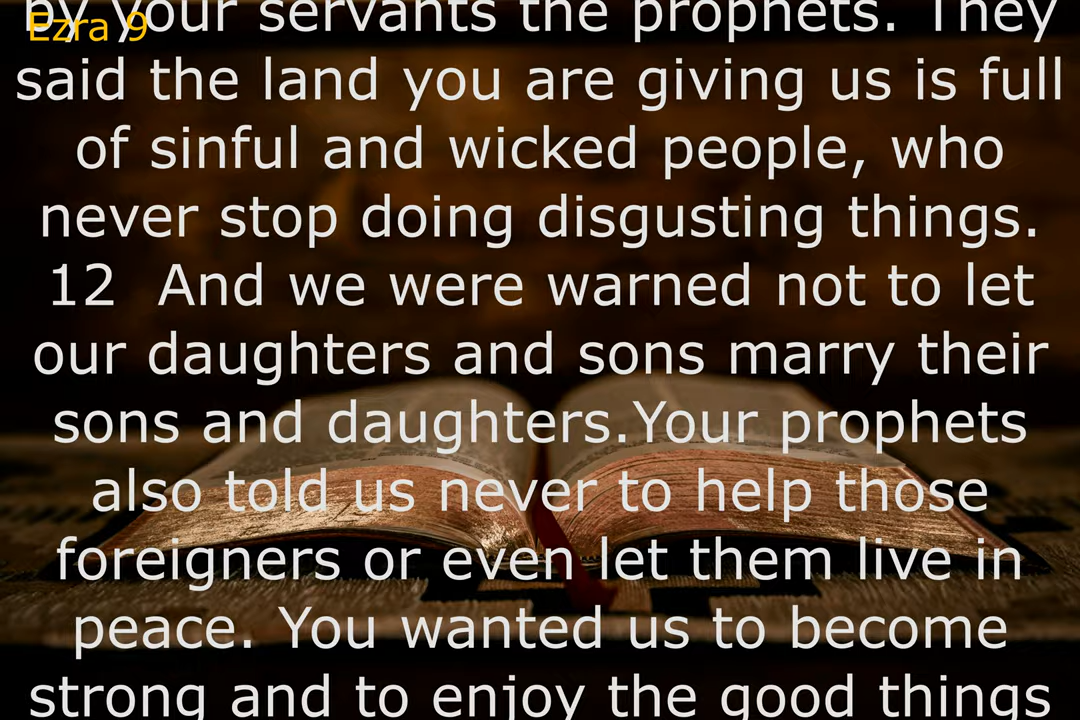 by your servants the prophets. They
Ezra 9
said the land you are giving us is full
of sinful and wicked people, who
never stop doing disgusting things.
12 And we were warned not to let
our daughters and sons marry their
sons and daughters.Your prophets
also told us never to help those
foreigners or even let them live in
peace. You wanted us to become
strong and to enjoy the good things